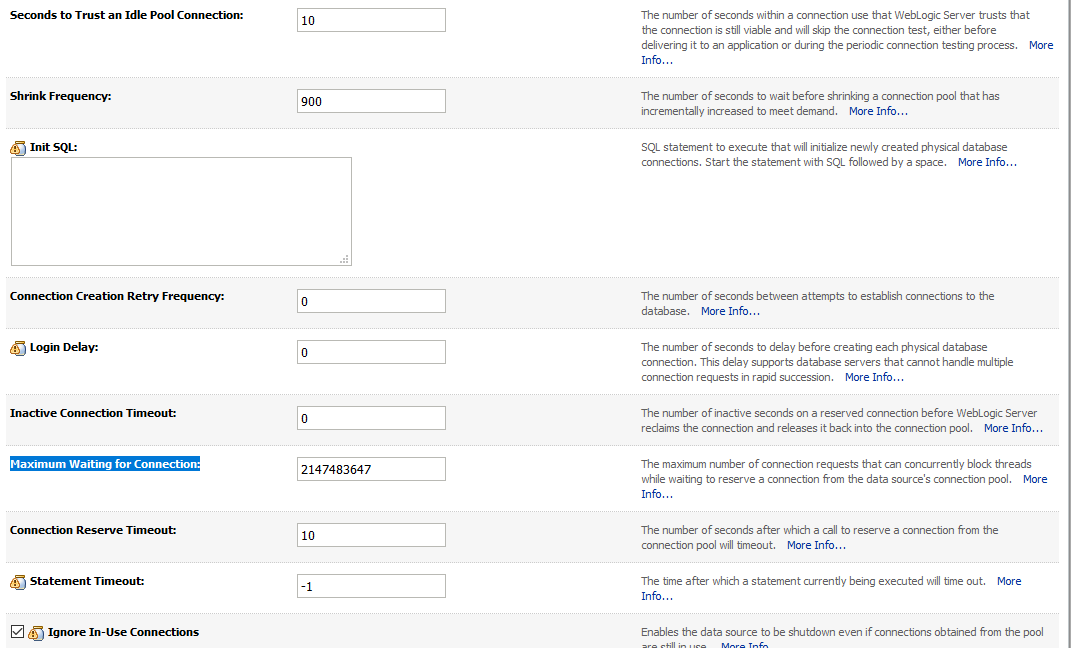 Seconds to Trust an Idle Pool Connection:
10
The number of seconds within a connection use that WebLogic Server trusts that
the connection is still viable and will skip the connection test, either before
delivering it to an application or during the periodic connection testing process. More
Info...
Shrink Frequency:
900
The number of seconds to wait before shrinking a connection pool that has
incrementally increased to meet demand. More Info...
Init SQL:
SQL statement to execute that will initialize newly created physical database
connections. Start the statement with SQL followed by a space. More Info...
Connection Creation Retry Frequency:
0
The number of seconds between attempts to establish connections to the
database. More Info...
Login Delay:
0
The number of seconds to delay before creating each physical database
connection. This delay supports database servers that cannot handle multiple
connection requests in rapid succession. More Info...
Inactive Connection Timeout:
0
The number of inactive seconds on a reserved connection before WebLogic Server
reclaims the connection and releases it back into the connection pool. More Info...
Maximum Waiting for Connection:
2147483647
The maximum number of connection requests that can concurrently block threads
while waiting to reserve a connection from the data source's connection pool. More
Info...
Connection Reserve Timeout:
10
The number of seconds after which a call to reserve a connection from the
connection pool will timeout. More Info...
Statement Timeout:
-1
The time after which a statement currently being executed will time out. More
Info...
Ignore In-Use Connections
Enables the data source to be shutdown even if connections obtained from the pool
are still in use. More Info